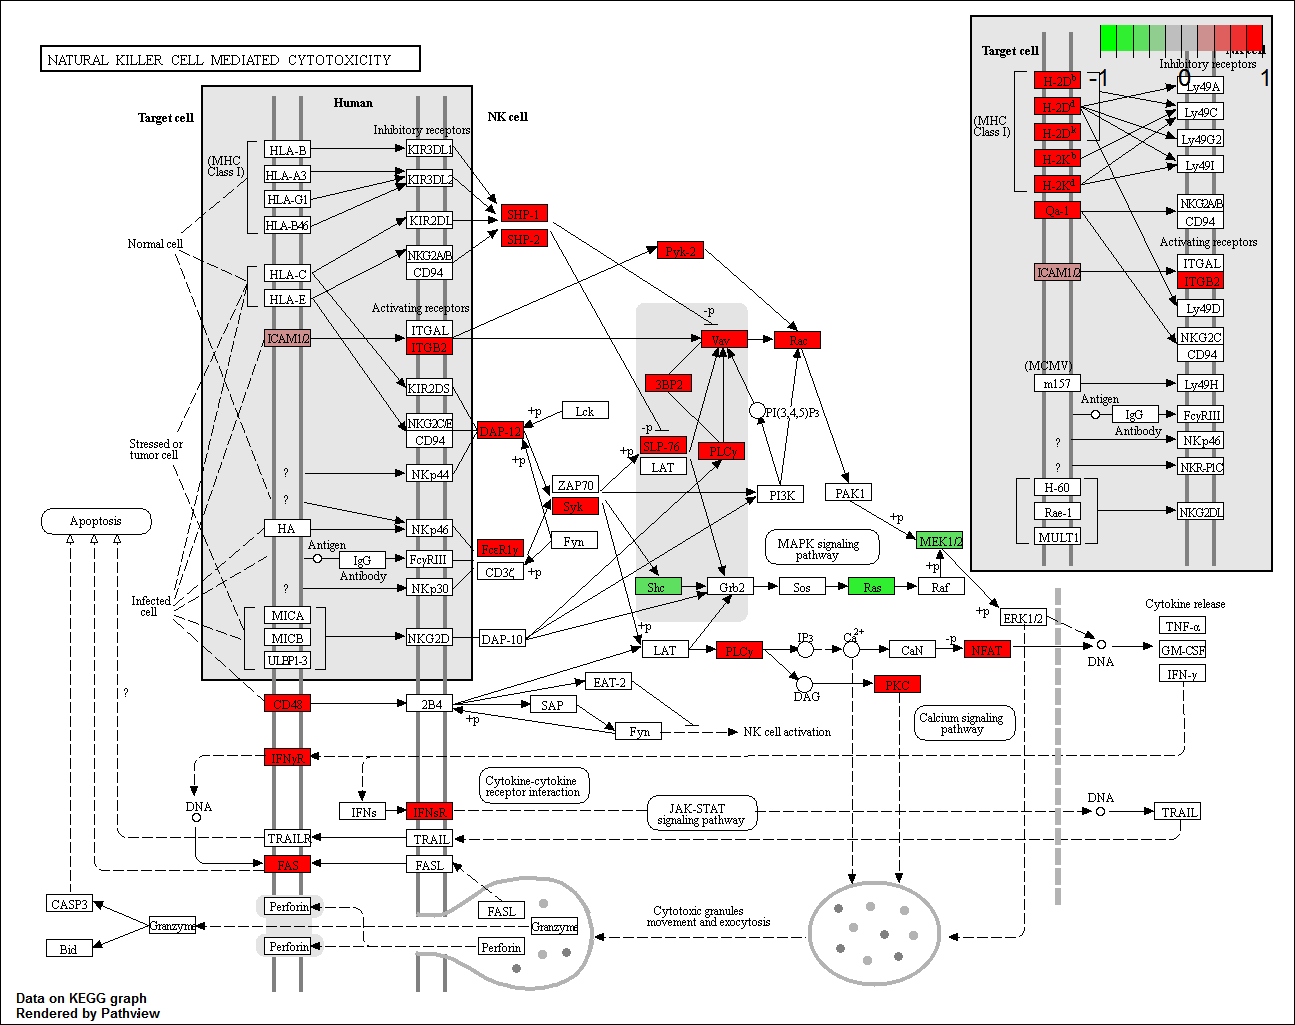 NATURAL KILLER CELL MEDIATED CYTOTOXICITY
Target cell
Human
NK cell
Inhibitory receptors
(MHC
Class I)
HLA-B
HLA-A3
HLA-G1
HLA-B46
HLA-C
HLA-E
ICAM1/2
KIR3DL1
KIR3DL2
KIR2DL
NKG2A/B
CD94
Activating receptors
ITGAL
ITGB2
KIR2DS
NKG2C/E
CD94
NKp44
NKp46
FcγRIII
NKp30
NKG2D
Normal cell
Stressed or
tumor cell
Infected
cell
?
?
HA
Antigen
IgG
Antibody
?
MICA
MICB
ULBP1-3
Apoptosis
?
SHP-1
SHP-2
Pyk-2
-p
Vav
Rac
3BP2
PI(3,4,5)P3
Lck
+p
DAP-12
+p
-p
+p
SLP-76
LAT
PLCγ
ZAP70
Syk
Fyn
+p
FcεR1γ
CD3ζ
DAP-10
PI3K
PAK1
+p
MAPK signaling
pathway
MEK1/2
+p
Shc
Grb2
Sos
Ras
Raf
+p
ERK1/2
+p
LAT
PLCγ
IP3
Ca2+
CaN
-p
NFAT
DNA
DAG
PKC
Cytokine release
TNF-α
GM-CSF
IFN-γ
CD48
2B4
+p
EAT-2
SAP
Fyn
NK cell activation
Calcium signaling
pathway
IFNγR
DNA
IFNs
IFNαR
Cytokine-cytokine
receptor interaction
JAK-STAT
signaling pathway
DNA
TRAIL
TRAILR
TRAIL
FAS
FASL
CASP3
Bid
Granzyme
Perforin
Perforin
FASL
Granzyme
Perforin
Cytotoxic granules
movement and exocytosis
Target cell
-1
0
1
Inhibitory receptors
(MHC
Class I)
H-2Db
H-2Dd
H-2Dk
H-2Kb
H-2Kd
Qa-1
ICAM1/2
Ly49A
Ly49C
Ly49G2
Ly49I
NKG2A/B
CD94
Activating receptors
ITGAL
ITGB2
Ly49D
NKG2C
CD94
(MCMV)
m157
Ly49H
Antigen
IgG
FcγRIII
Antibody
?
NKp46
?
NKR-P1C
H-60
Rae-1
MULT1
NKG2DL
Data on KEGG graph
Rendered by Pathview